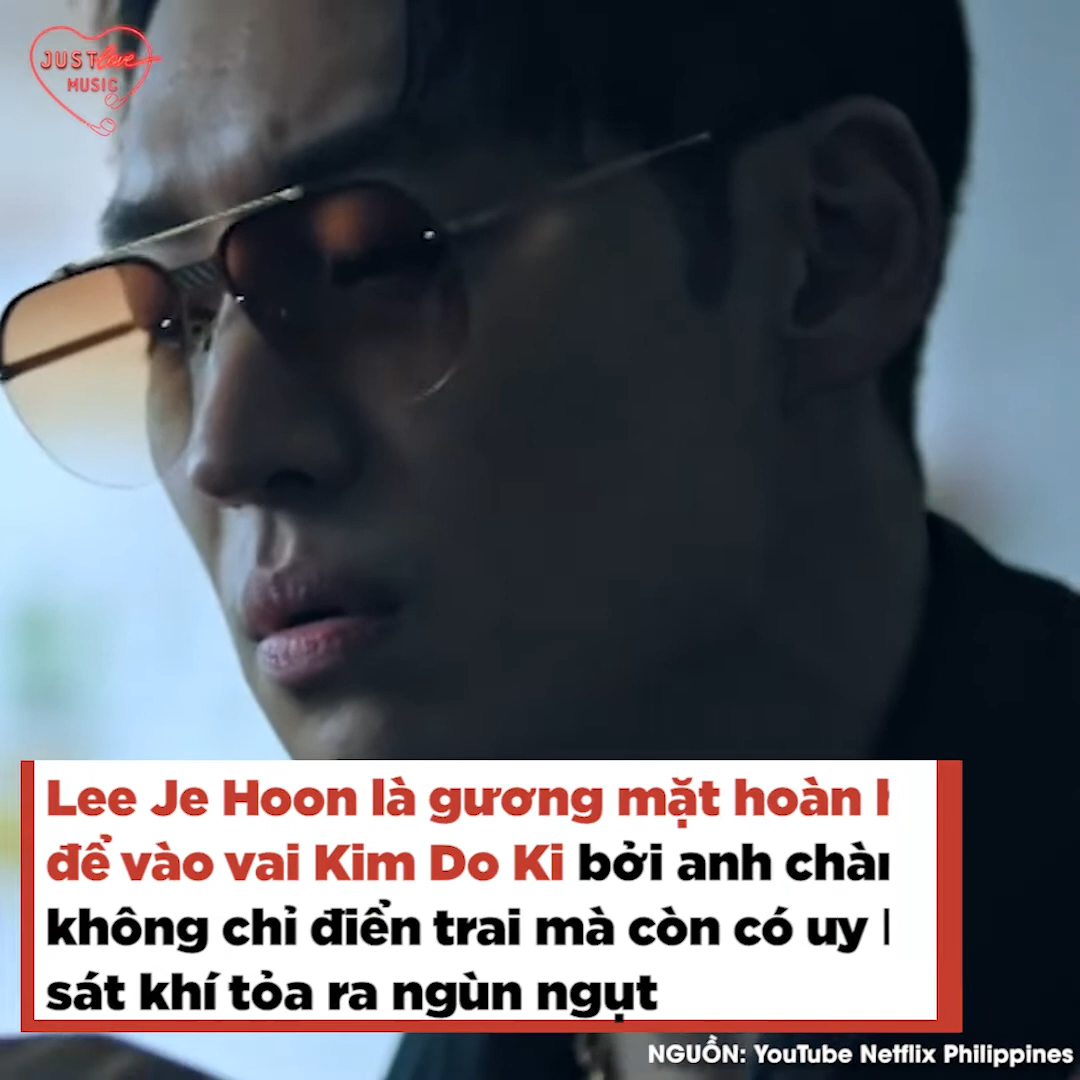 JUST love
MUSIC
Lee Je Hoon là gương mặt hoàn
để vào vai Kim Do Ki bởi anh
không chỉ điển trai mà còn có uy
sát khí tỏa ra ngùn ngụt
NGUỒN: YouTube Netflix Philippines